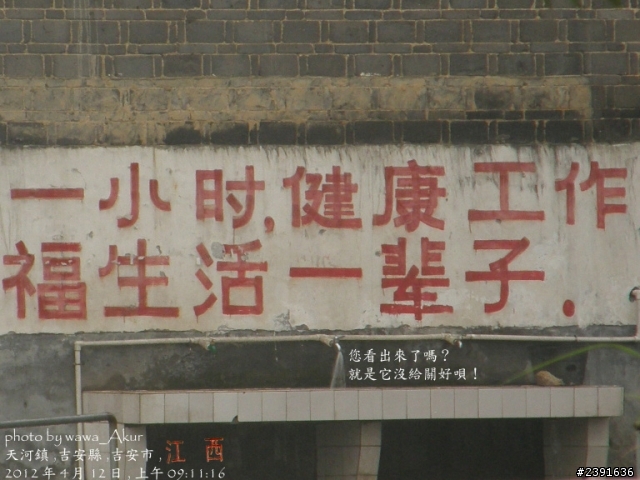 一小时,健康工作
福生活一辈子.
您看出來了嗎？
就是它沒給關好唄！
photo by wawa_Akur
天河鎮,吉安縣,吉安市,江西
2012年4月12日,上午09:11:16
#2391636